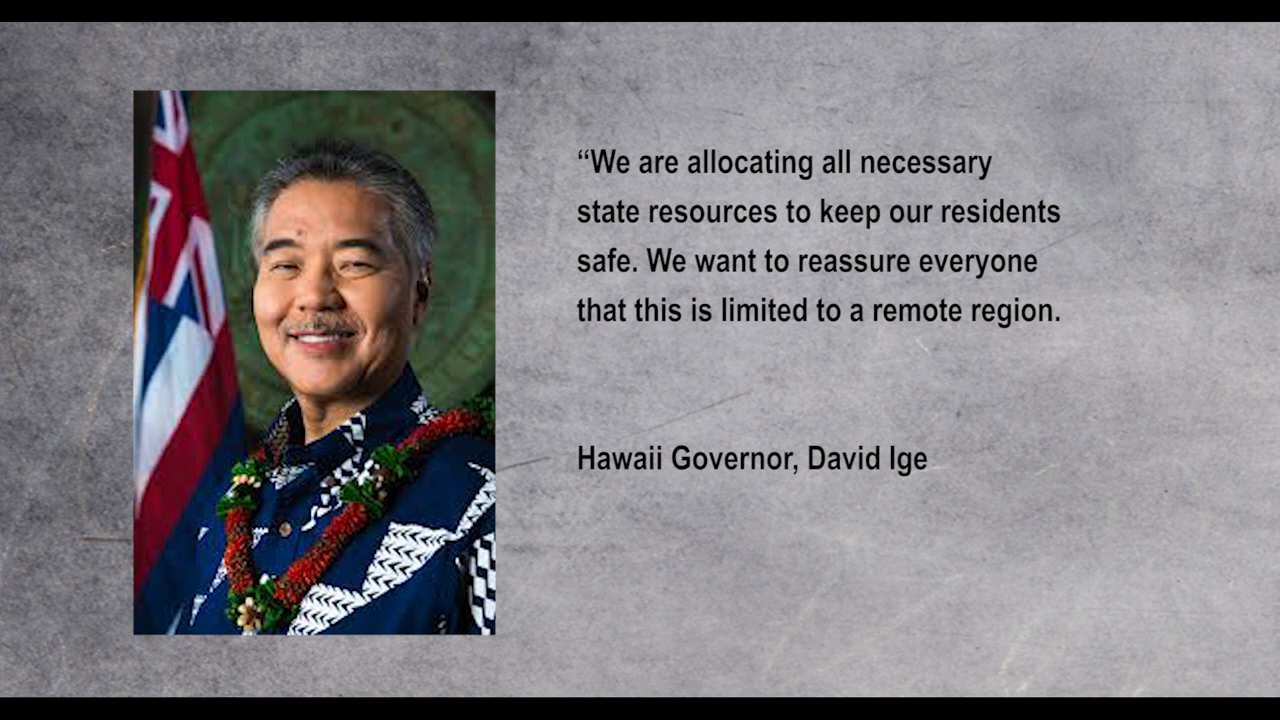 “We are allocating all necessary
state resources to keep our residents
safe. We want to reassure everyone
that this is limited to a remote region.
Hawaii Governor, David Ige